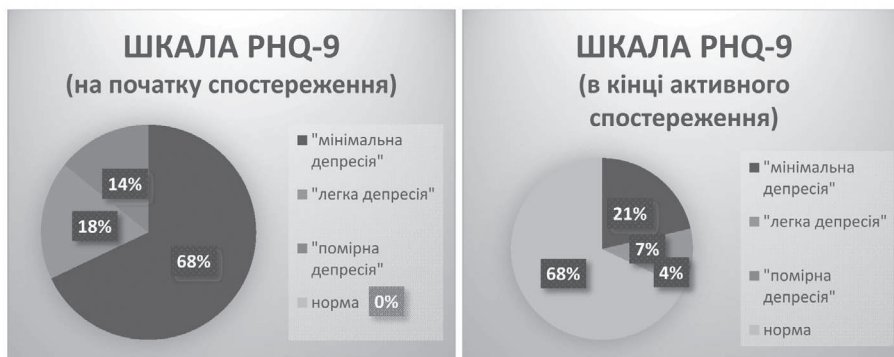 ШКАЛА PHQ-9
(на початку спостереження)
14%
18%
68%
"мінімальна
депресія"
"легка депресія"
"помірна
депресія"
норма 0%
ШКАЛА PHQ-9
(в кінці активного
спостереження)
21%
7%
4%
68%
"мінімальна
депресія"
"легка депресія"
"помірна
депресія"
норма